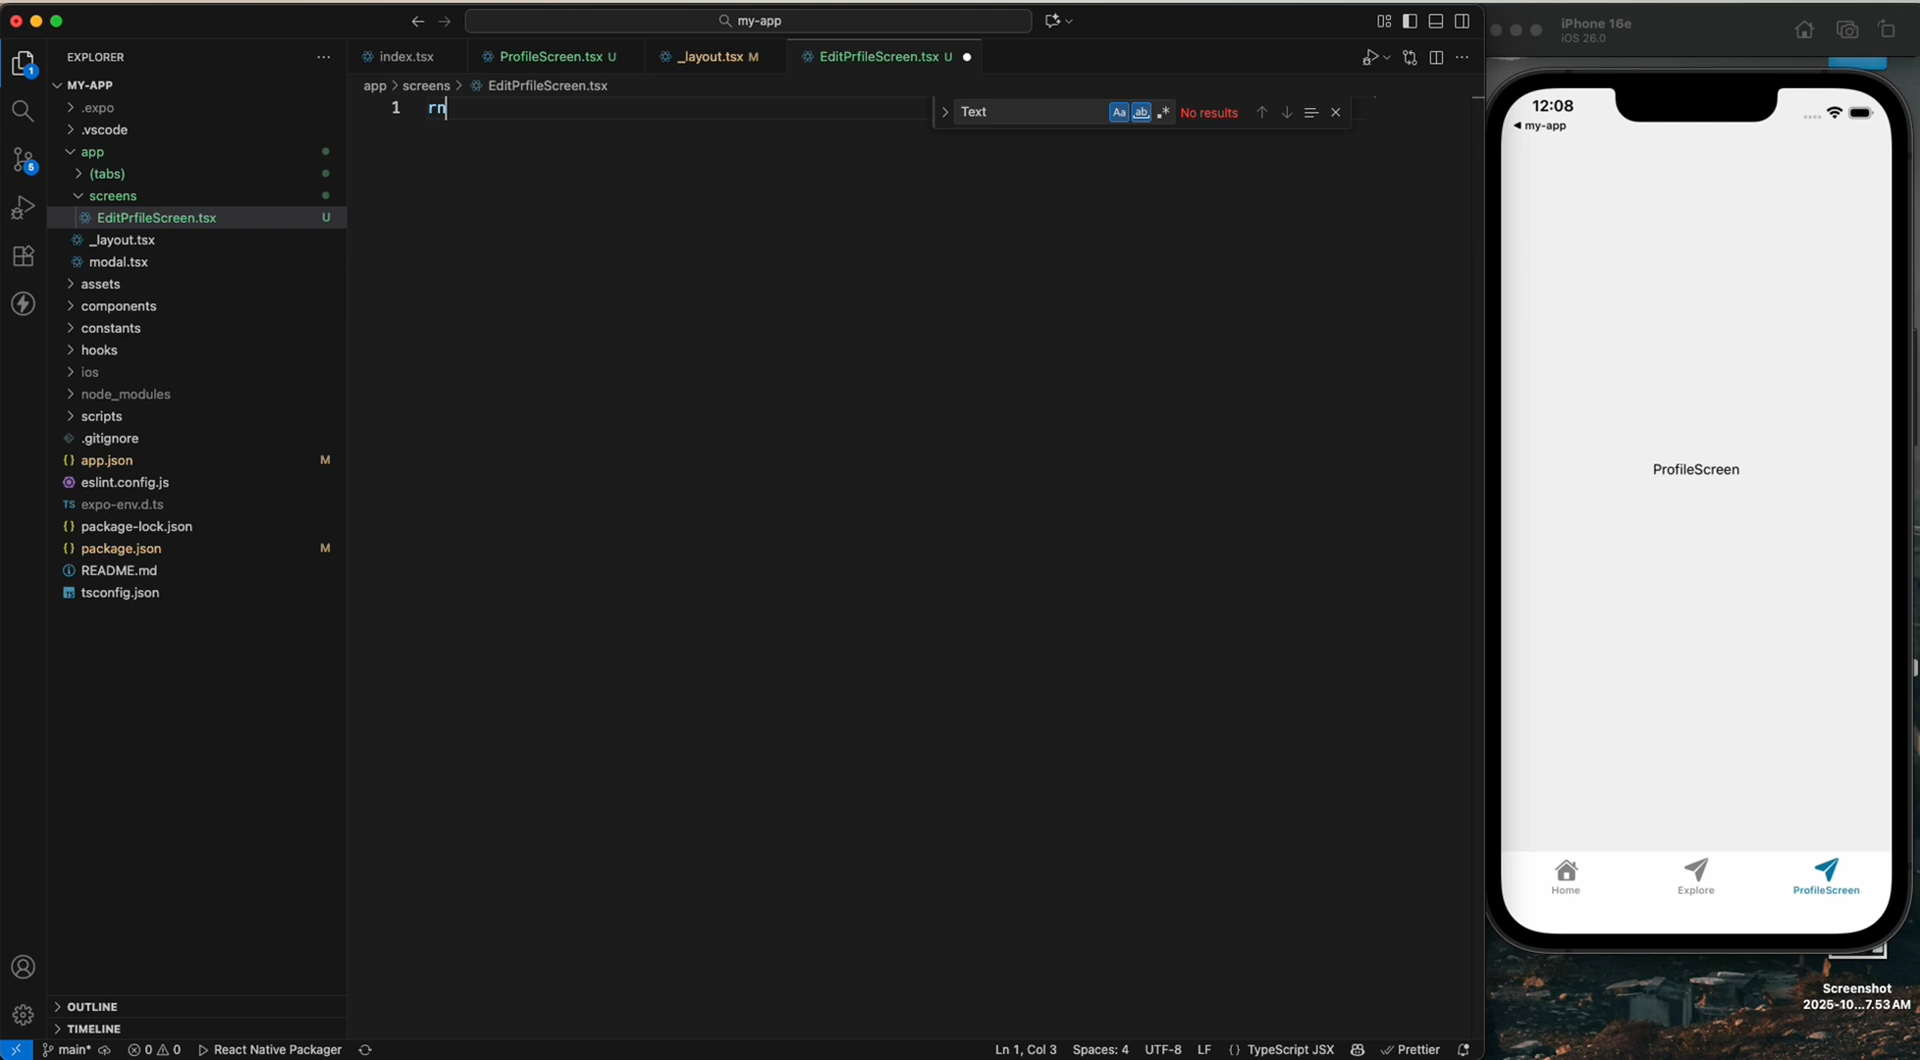 my-app
iPhone 16e
iOS 26.0
EXPLORER
index.tsx
ProfileScreen.tsx U
_layout.tsx M
EditPrfileScreen.tsx U
MY-APP
app
screens
EditPrfileScreen.tsx
1
rn
Text
Aa
ab
.*
No results
.expo
.vscode
app
(tabs)
screens
EditPrfileScreen.tsx
U
_layout.tsx
modal.tsx
assets
components
constants
hooks
ios
node_modules
scripts
.gitignore
{} app.json
M
eslint.config.js
TS expo-env.d.ts
{} package-lock.json
{} package.json
M
README.md
tsconfig.json
1
5
12:08
my-app
ProfileScreen
Home
Explore
ProfileScreen
Screenshot
2025-10...7.53 AM
OUTLINE
TIMELINE
main*
0
0
React Native Packager
Ln 1, Col 3
Spaces: 4
UTF-8
LF
{} TypeScript JSX
Prettier